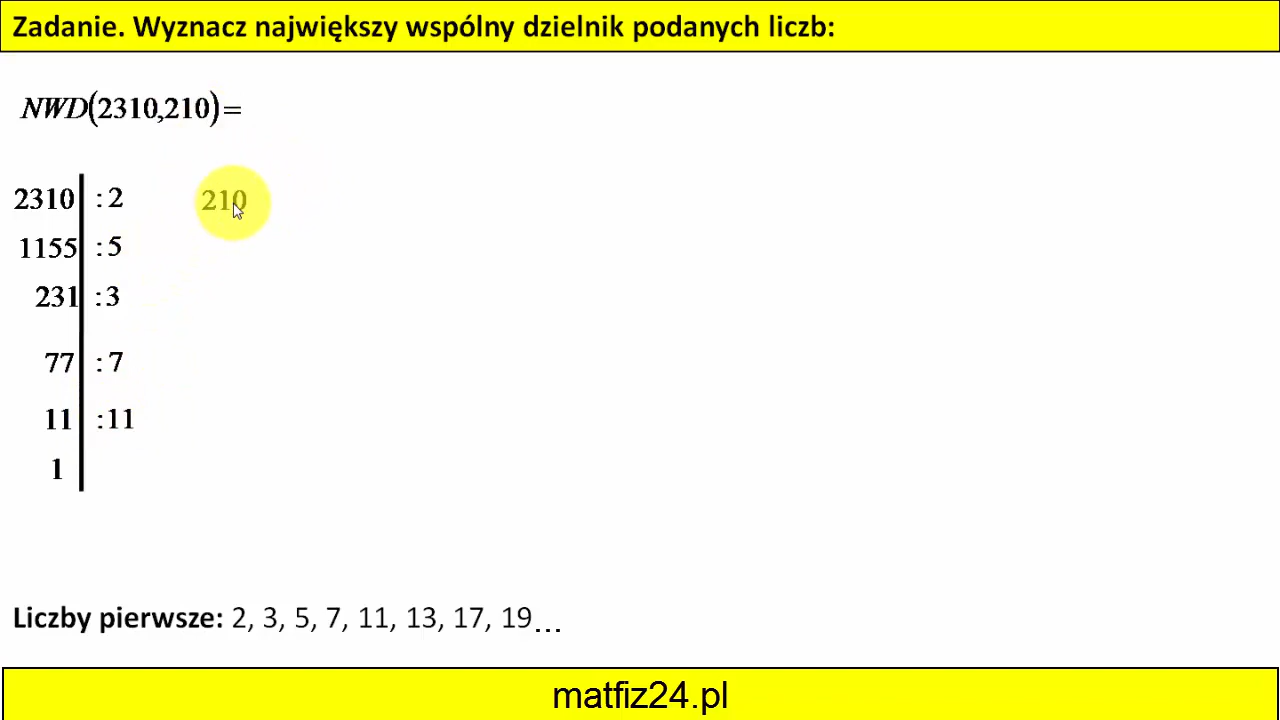 Zadanie. Wyznacz największy wspólny dzielnik podanych liczb:
NWD(2310,210)=
2310 :2 210
1155 :5
231 :3
77 :7
11 :11
1
Liczby pierwsze: 2, 3, 5, 7, 11, 13, 17, 19...
matfiz24.pl